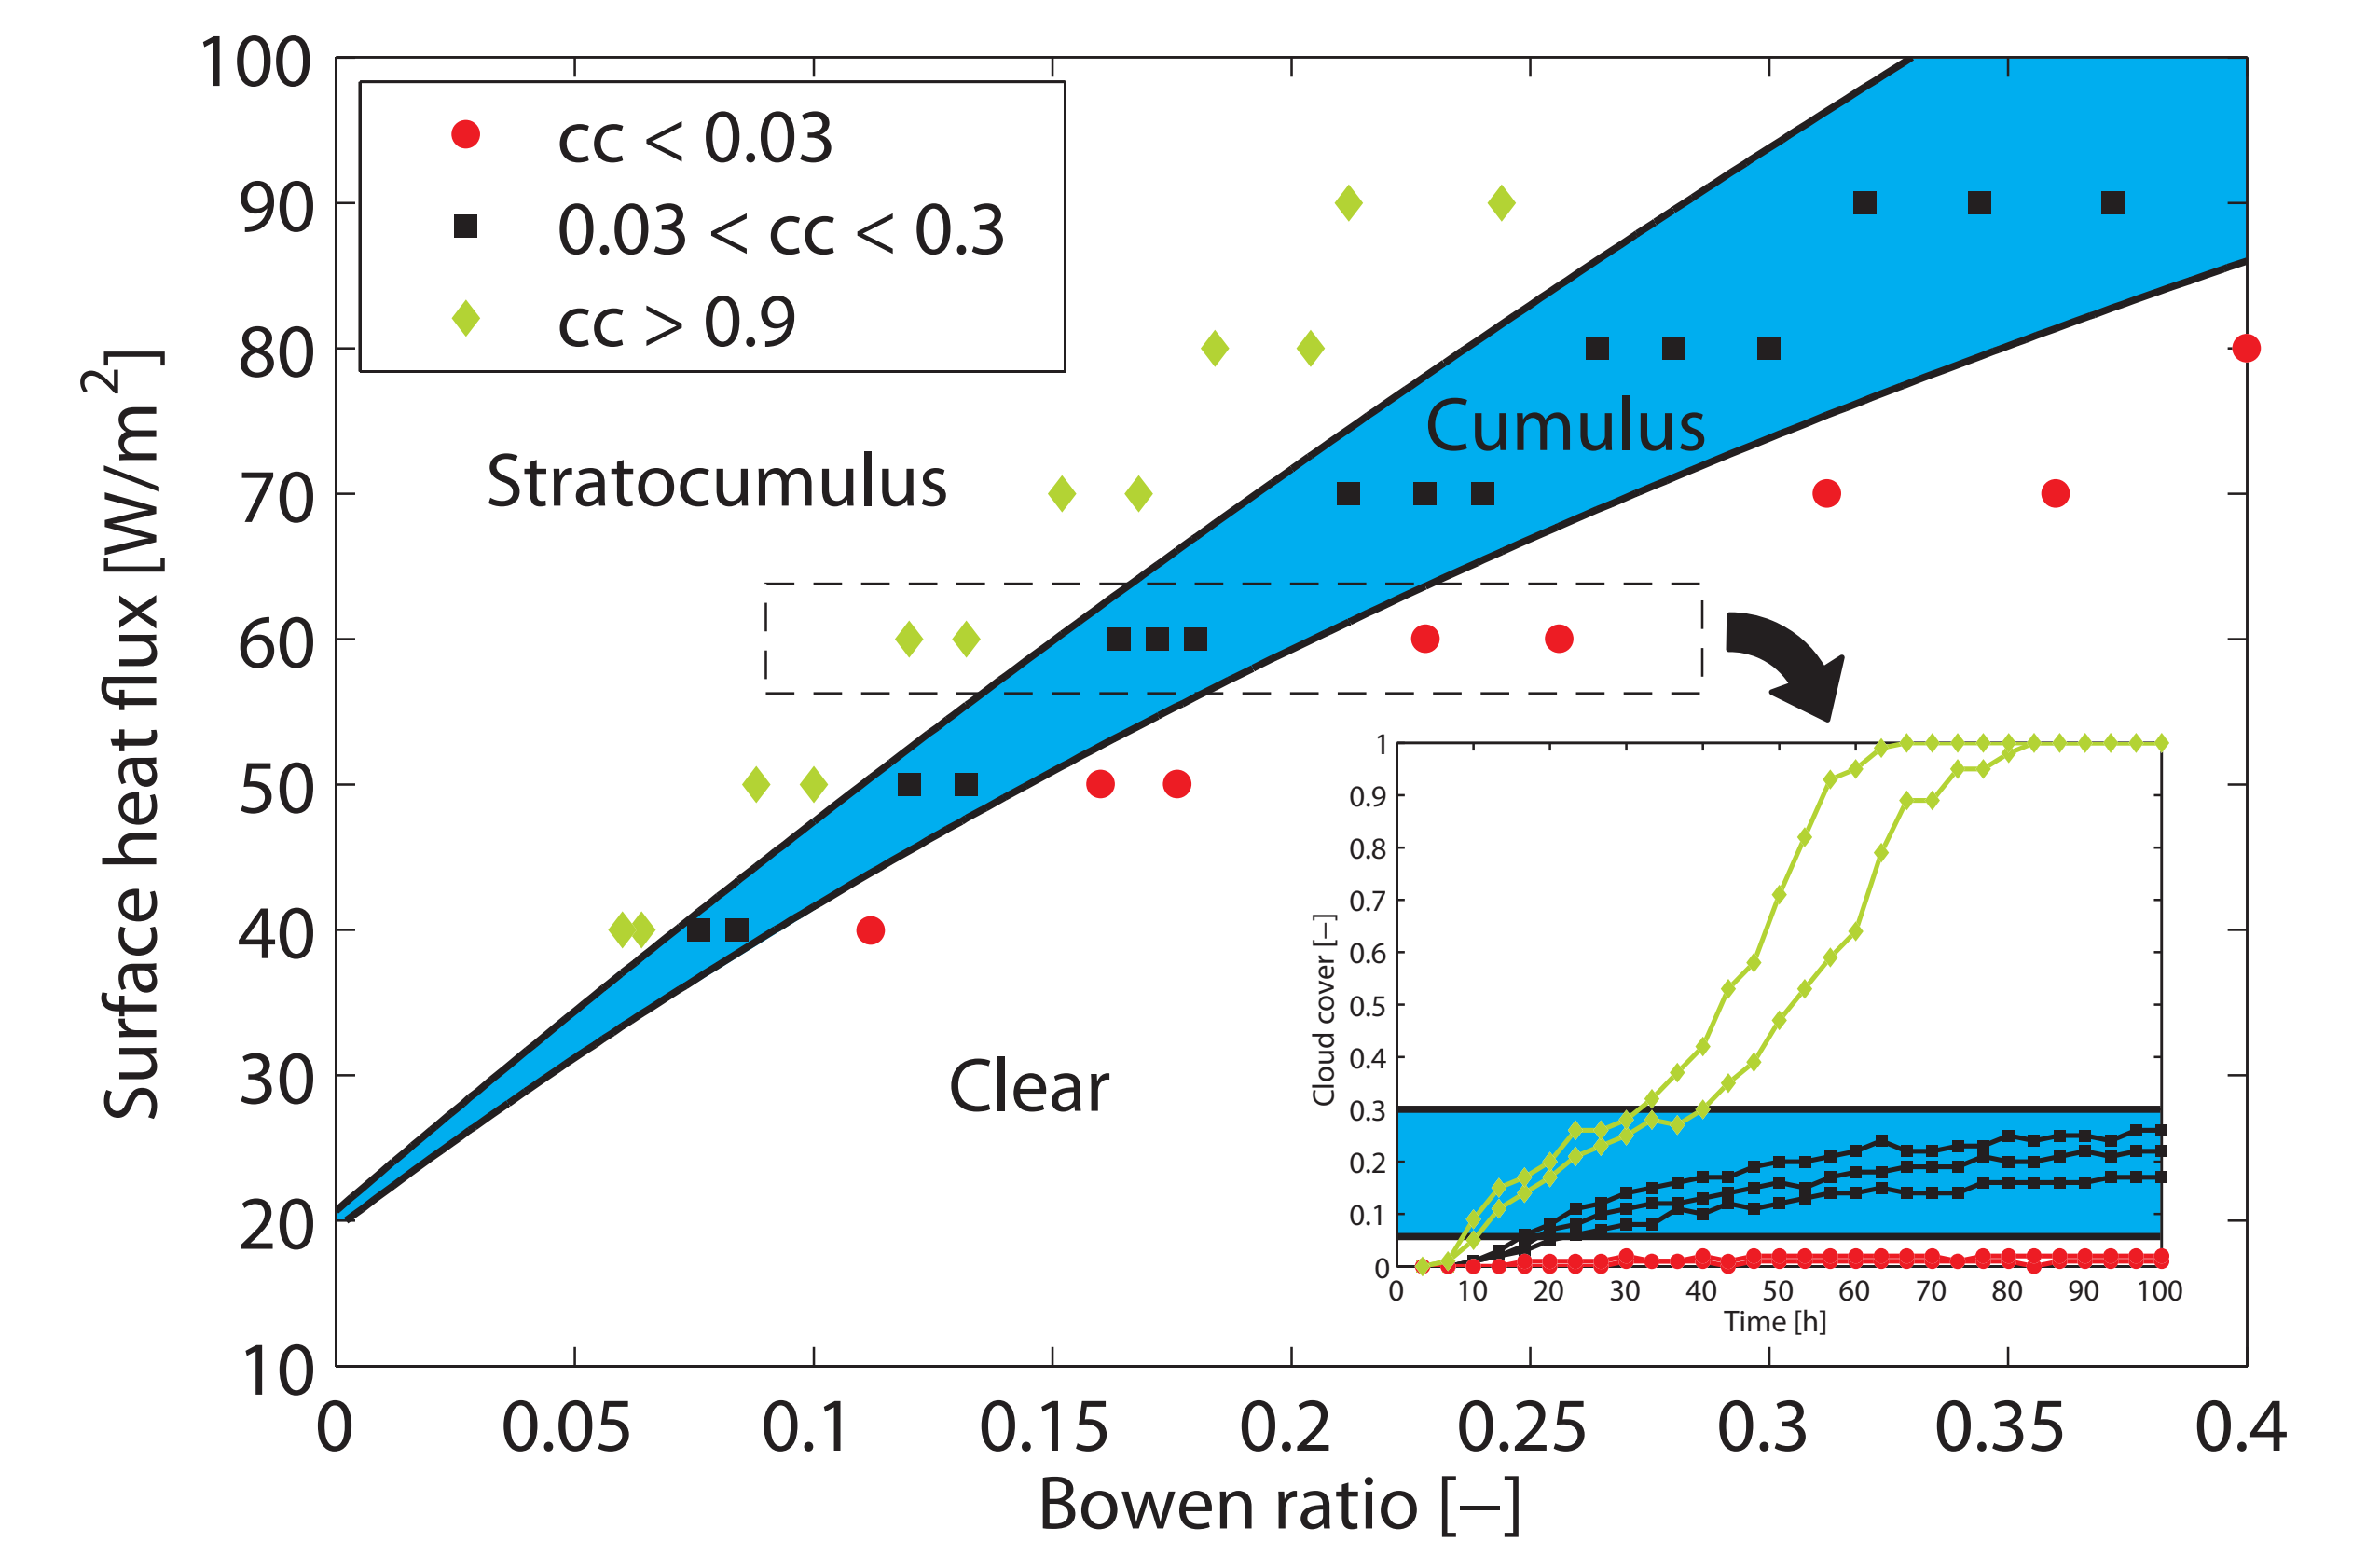 100
90
80
70
60
50
40
30
20
10
Surface heat flux [W/m²]
cc < 0.03
0.03 < cc < 0.3
cc > 0.9
Stratocumulus
Cumulus
Clear
1
0.9
0.8
0.7
0.6
0.5
0.4
0.3
0.2
0.1
0
Cloud cover [–]
0 10 20 30 40 50 60 70 80 90 100
Time [h]
0 0.05 0.1 0.15 0.2 0.25 0.3 0.35 0.4
Bowen ratio [–]